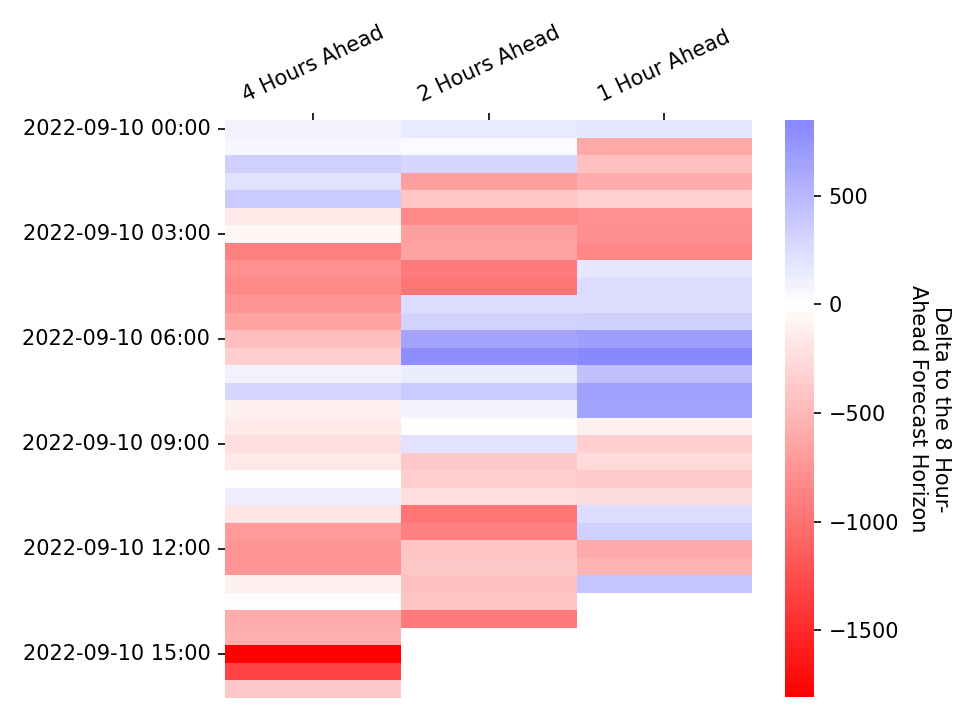 4 Hours Ahead
2 Hours Ahead
1 Hour Ahead
2022-09-10 00:00
2022-09-10 03:00
2022-09-10 06:00
2022-09-10 09:00
2022-09-10 12:00
2022-09-10 15:00
500
0
−500
−1000
−1500
Delta to the 8 Hour-
Ahead Forecast Horizon